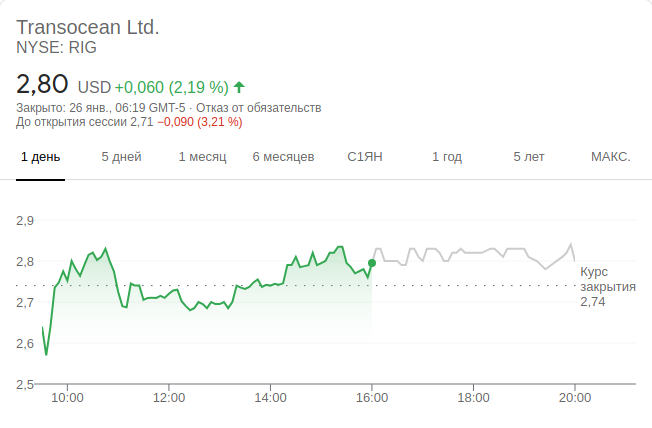 Transocean Ltd.
NYSE: RIG
2,80 USD +0,060 (2,19 %)
Закрыто: 26 янв., 06:19 GMT-5 · Отказ от обязательств
До открытия сессии 2,71 −0,090 (3,21 %)
1 день 5 дней 1 месяц 6 месяцев С1ЯН 1 год 5 лет МАКС.
2,9
2,8
Курс
закрытия
2,74
2,7
2,6
2,5
10:00 12:00 14:00 16:00 18:00 20:00